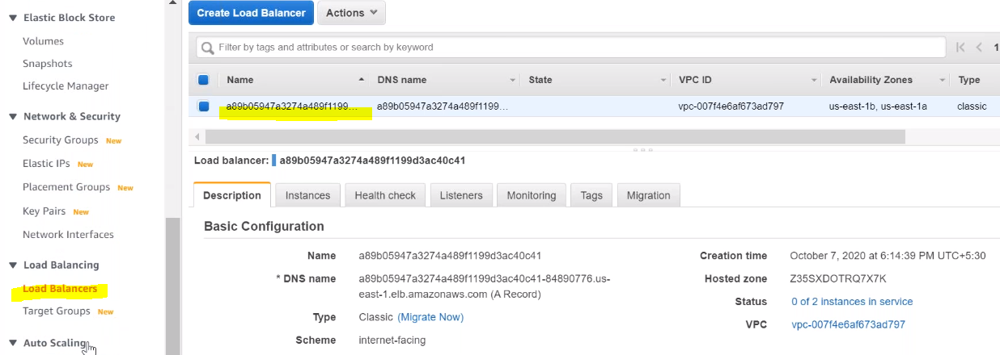 Elastic Block Store
Volumes
Snapshots
Lifecycle Manager
Network & Security
Security Groups New
Elastic IPs New
Placement Groups New
Key Pairs New
Network Interfaces
Load Balancing
Load Balancers
Target Groups New
Auto Scaling
Create Load Balancer Actions
Filter by tags and attributes or search by keyword 1
Name DNS name State VPC ID Availability Zones Type
a89b05947a3274a489f1199... a89b05947a3274a489f1199... vpc-007f4e6af673ad797 us-east-1b, us-east-1a classic
Load balancer: a89b05947a3274a489f1199d3ac40c41
Description Instances Health check Listeners Monitoring Tags Migration
Basic Configuration
Name a89b05947a3274a489f1199d3ac40c41 Creation time October 7, 2020 at 6:14:39 PM UTC+5:30
* DNS name a89b05947a3274a489f1199d3ac40c41-84890776.us- Hosted zone Z35SXDOTRQ7X7K
east-1.elb.amazonaws.com (A Record)
Status 0 of 2 instances in service
Type Classic (Migrate Now)
VPC vpc-007f4e6af673ad797
Scheme internet-facing